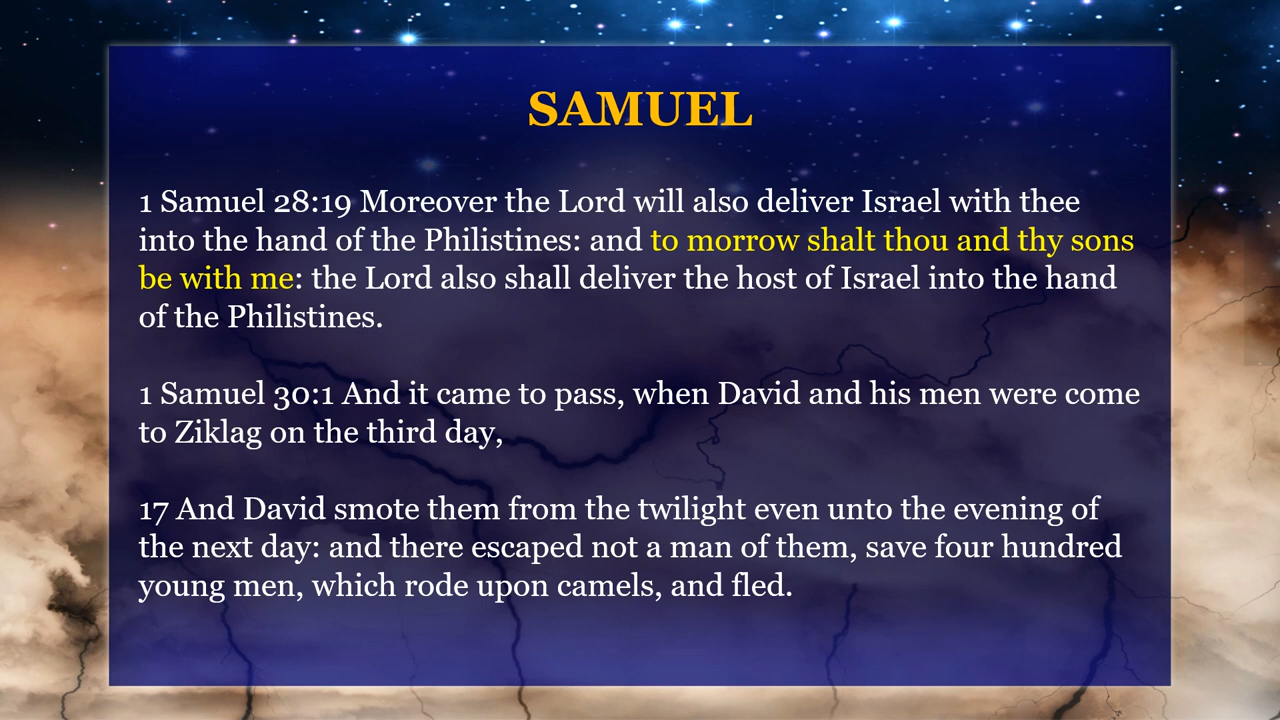 SAMUEL
1 Samuel 28:19 Moreover the Lord will also deliver Israel with thee
into the hand of the Philistines: and to morrow shalt thou and thy sons
be with me: the Lord also shall deliver the host of Israel into the hand
of the Philistines.
1 Samuel 30:1 And it came to pass, when David and his men were come
to Ziklag on the third day,
17 And David smote them from the twilight even unto the evening of
the next day: and there escaped not a man of them, save four hundred
young men, which rode upon camels, and fled.